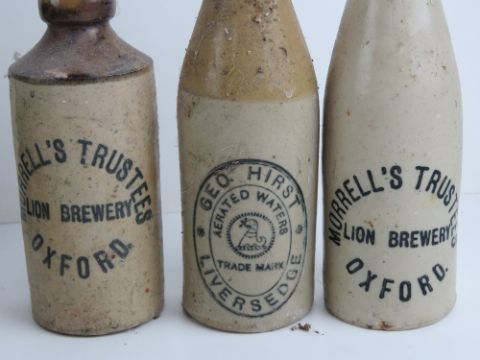 MORRELL'S TRUSTEES
LION BREWERY
OXFORD.
GEO. HIRST
AERATED WATERS
TRADE MARK
LIVERSEDGE
MORRELL'S TRUSTEES
LION BREWERY
OXFORD.